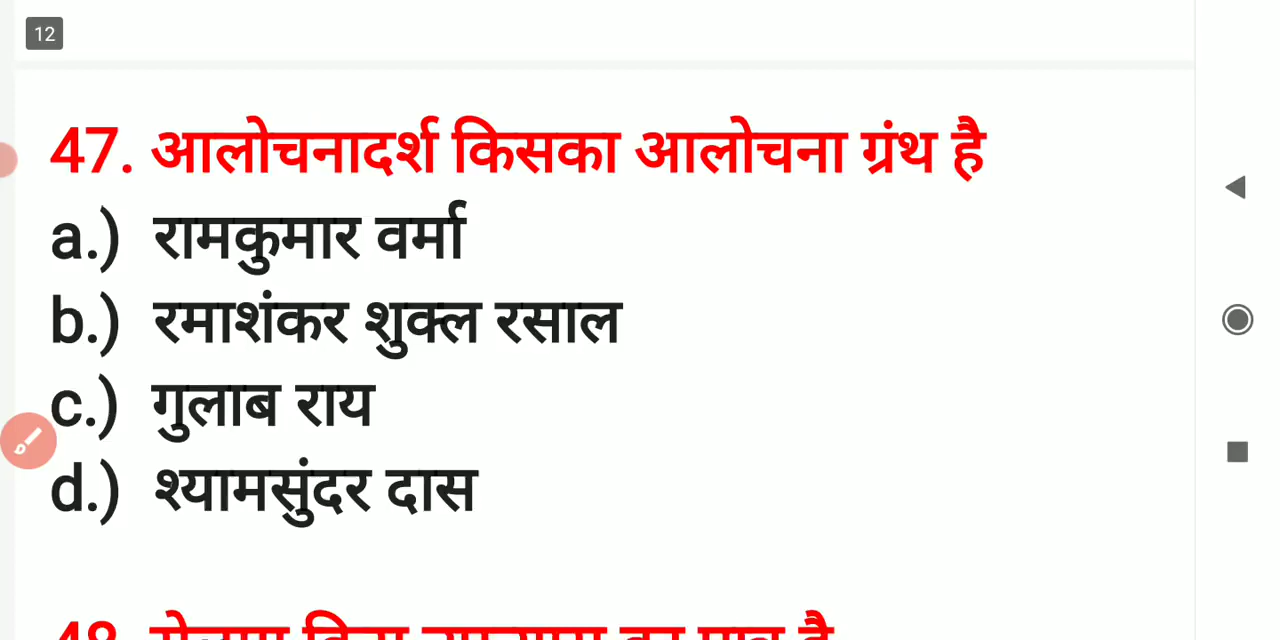 12
47. आलोचनादर्श किसका आलोचना ग्रंथ है
a.) रामकुमार वर्मा
b.) रमाशंकर शुक्ल रसाल
c.) गुलाब राय
d.) श्यामसुंदर दास